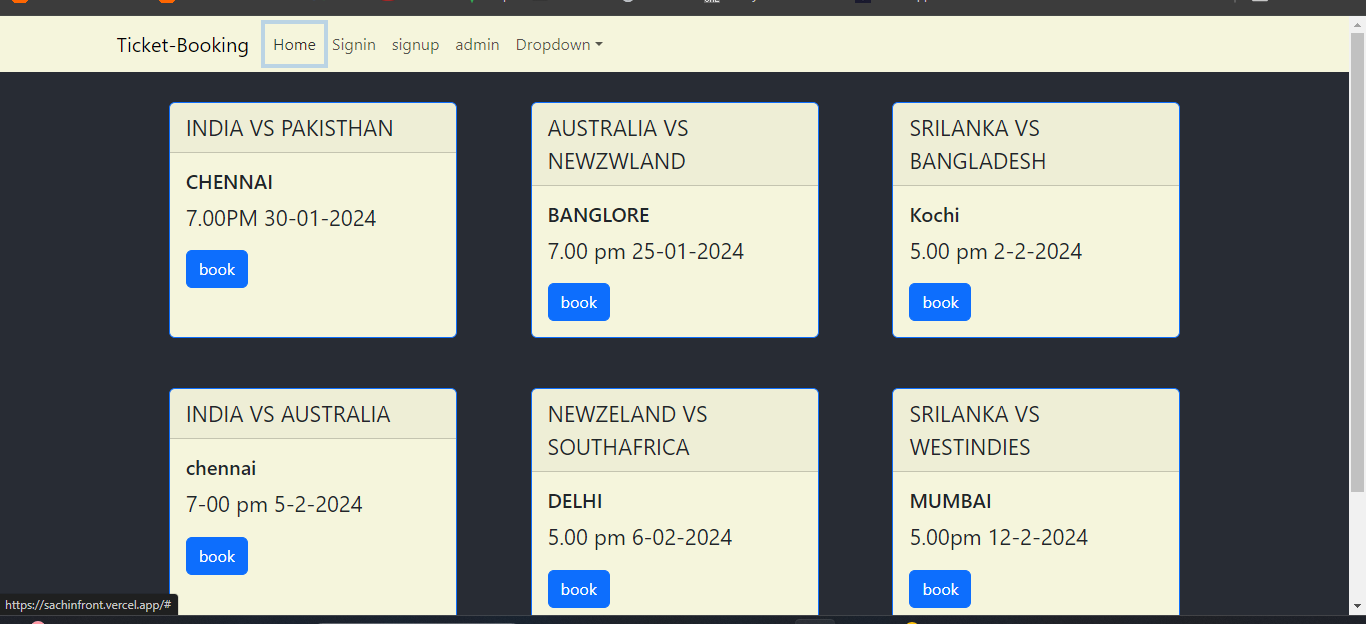 Ticket-Booking Home Signin signup admin Dropdown
INDIA VS PAKISTHAN
CHENNAI
7.00PM 30-01-2024
book
AUSTRALIA VS
NEWZWLAND
BANGLORE
7.00 pm 25-01-2024
book
SRILANKA VS
BANGLADESH
Kochi
5.00 pm 2-2-2024
book
INDIA VS AUSTRALIA
chennai
7-00 pm 5-2-2024
book
NEWZELAND VS
SOUTHAFRICA
DELHI
5.00 pm 6-02-2024
book
SRILANKA VS
WESTINDIES
MUMBAI
5.00pm 12-2-2024
book
https://sachinfront.vercel.app/#